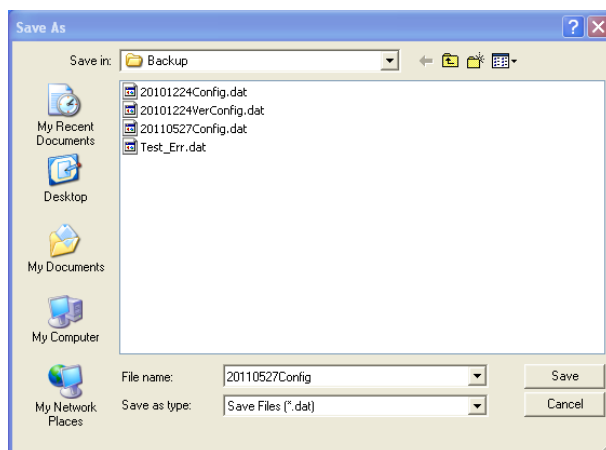 Save As
Save in: Backup
20101224Config.dat
20101224VerConfig.dat
20110527Config.dat
Test_Err.dat
My Recent
Documents
Desktop
My Documents
My Computer
My Network
Places
File name: 20110527Config Save
Save as type: Save Files (*.dat) Cancel